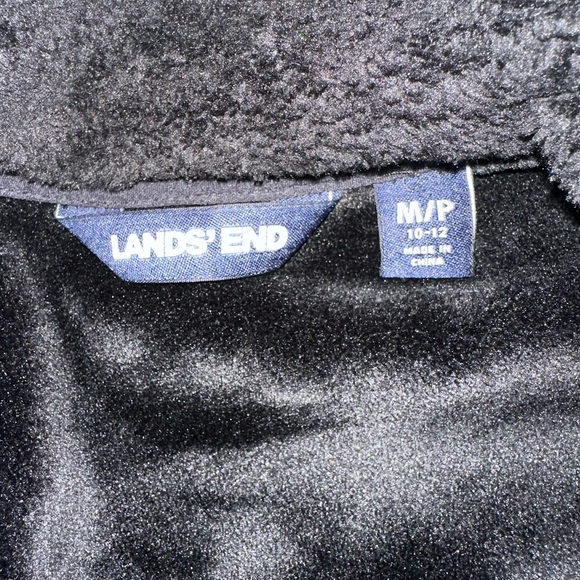 LANDS' END
M/P
10-12
MADE IN
CHINA